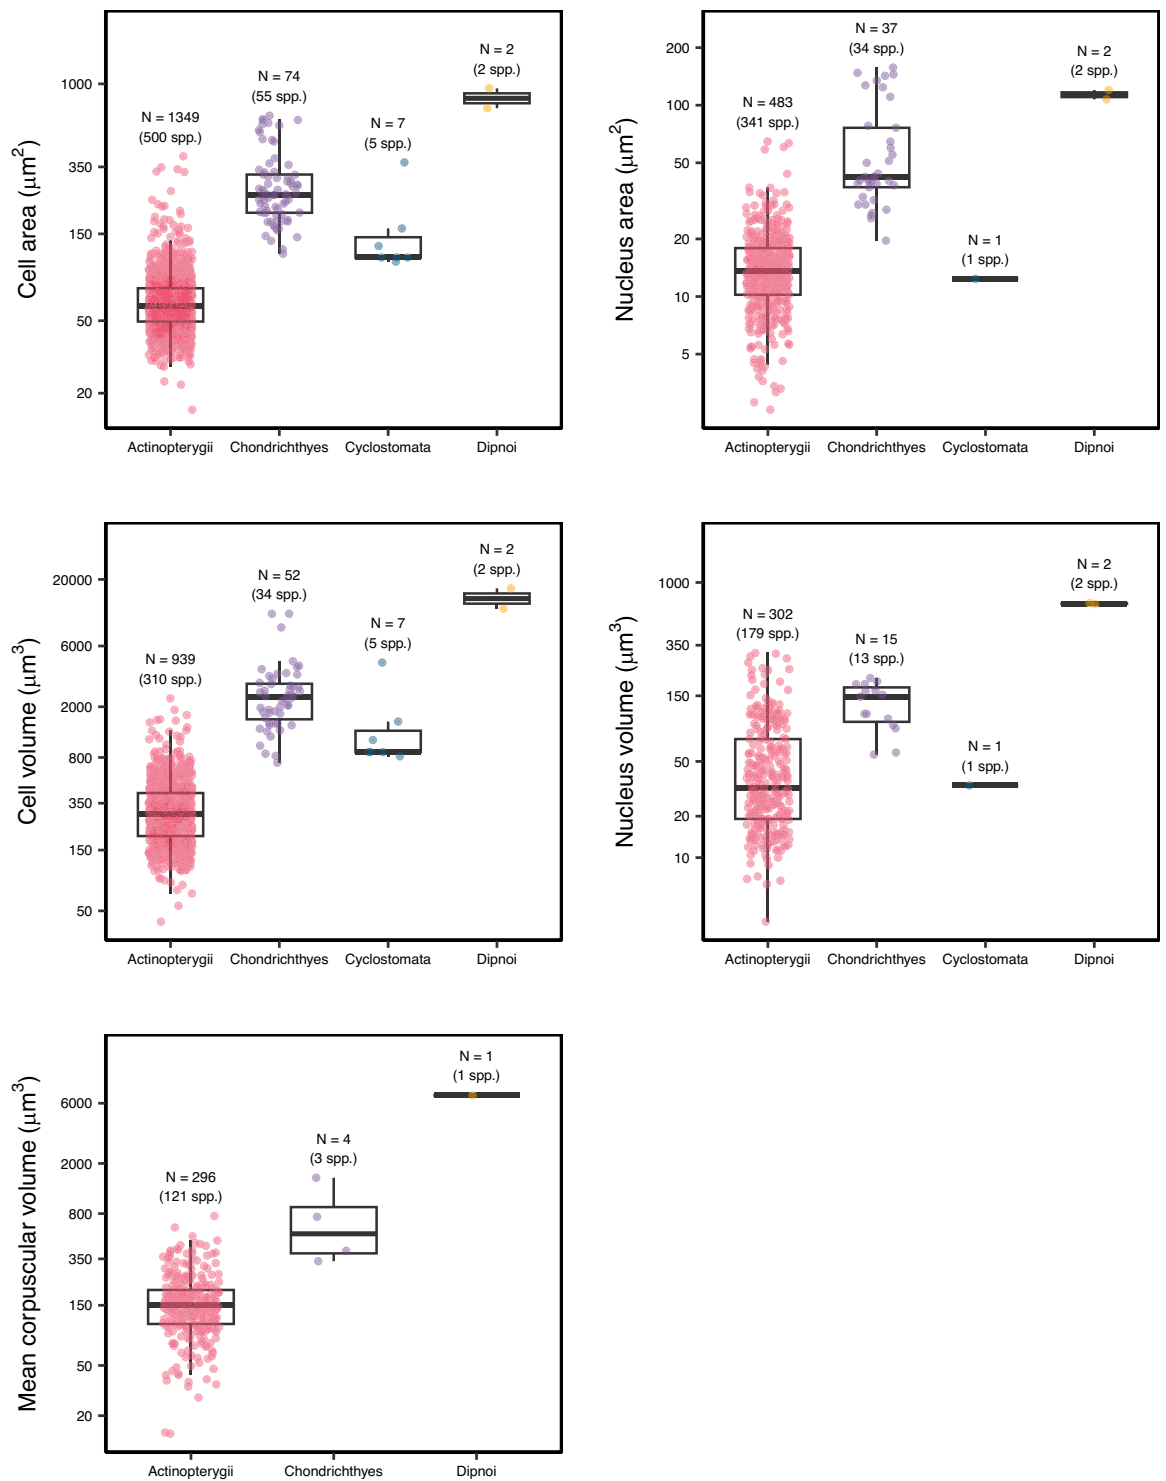 Cell area (μm²)
1000
350
150
50
20
N = 1349
(500 spp.)
N = 74
(55 spp.)
N = 7
(5 spp.)
N = 2
(2 spp.)
Actinopterygii
Chondrichthyes
Cyclostomata
Dipnoi
Nucleus area (μm²)
200
100
50
20
10
5
N = 483
(341 spp.)
N = 37
(34 spp.)
N = 1
(1 spp.)
N = 2
(2 spp.)
Actinopterygii
Chondrichthyes
Cyclostomata
Dipnoi
Cell volume (μm³)
20000
6000
2000
800
350
150
50
N = 939
(310 spp.)
N = 52
(34 spp.)
N = 7
(5 spp.)
N = 2
(2 spp.)
Actinopterygii
Chondrichthyes
Cyclostomata
Dipnoi
Nucleus volume (μm³)
1000
350
150
50
20
10
N = 302
(179 spp.)
N = 15
(13 spp.)
N = 1
(1 spp.)
N = 2
(2 spp.)
Actinopterygii
Chondrichthyes
Cyclostomata
Dipnoi
Mean corpuscular volume (μm³)
6000
2000
800
350
150
50
20
N = 296
(121 spp.)
N = 4
(3 spp.)
N = 1
(1 spp.)
Actinopterygii
Chondrichthyes
Dipnoi